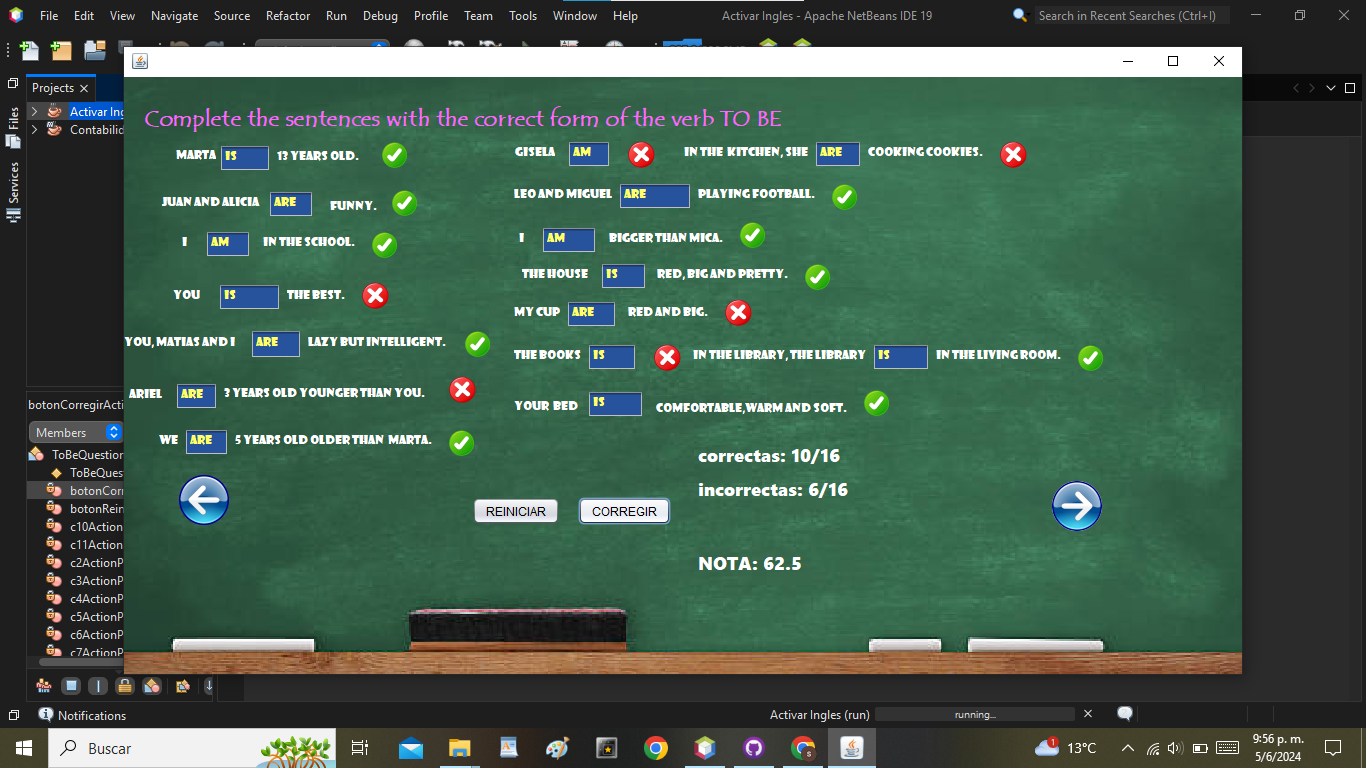 File Edit View Navigate Source Refactor Run Debug Profile Team Tools Window Help Activar Ingles - Apache NetBeans IDE 19 Search in Recent Searches (Ctrl+I)
Projects
Files
Services
Activar Ing
Contabilid
Complete the sentences with the correct form of the verb TO BE
MARTA IS 13 YEARS OLD.
JUAN AND ALICIA ARE FUNNY.
I AM IN THE SCHOOL.
YOU IS THE BEST.
YOU, MATIAS AND I ARE LAZY BUT INTELLIGENT.
ARIEL ARE 3 YEARS OLD YOUNGER THAN YOU.
WE ARE 5 YEARS OLD OLDER THAN MARTA.
GISELA AM IN THE KITCHEN, SHE ARE COOKING COOKIES.
LEO AND MIGUEL ARE PLAYING FOOTBALL.
I AM BIGGER THAN MICA.
THE HOUSE IS RED, BIG AND PRETTY.
MY CUP ARE RED AND BIG.
THE BOOKS IS IN THE LIBRARY, THE LIBRARY IS IN THE LIVING ROOM.
YOUR BED IS COMFORTABLE, WARM AND SOFT.
correctas: 10/16
incorrectas: 6/16
REINICIAR CORREGIR
NOTA: 62.5
botonCorregirActi
Members
ToBeQuestion
ToBeQues
botonCorr
botonRein
c10Action
c11Action
c2ActionP
c3ActionP
c4ActionP
c5ActionP
c6ActionP
c7ActionP
Notifications
Activar Ingles (run) running...
Buscar
1
13°C
9:56 p. m.
5/6/2024